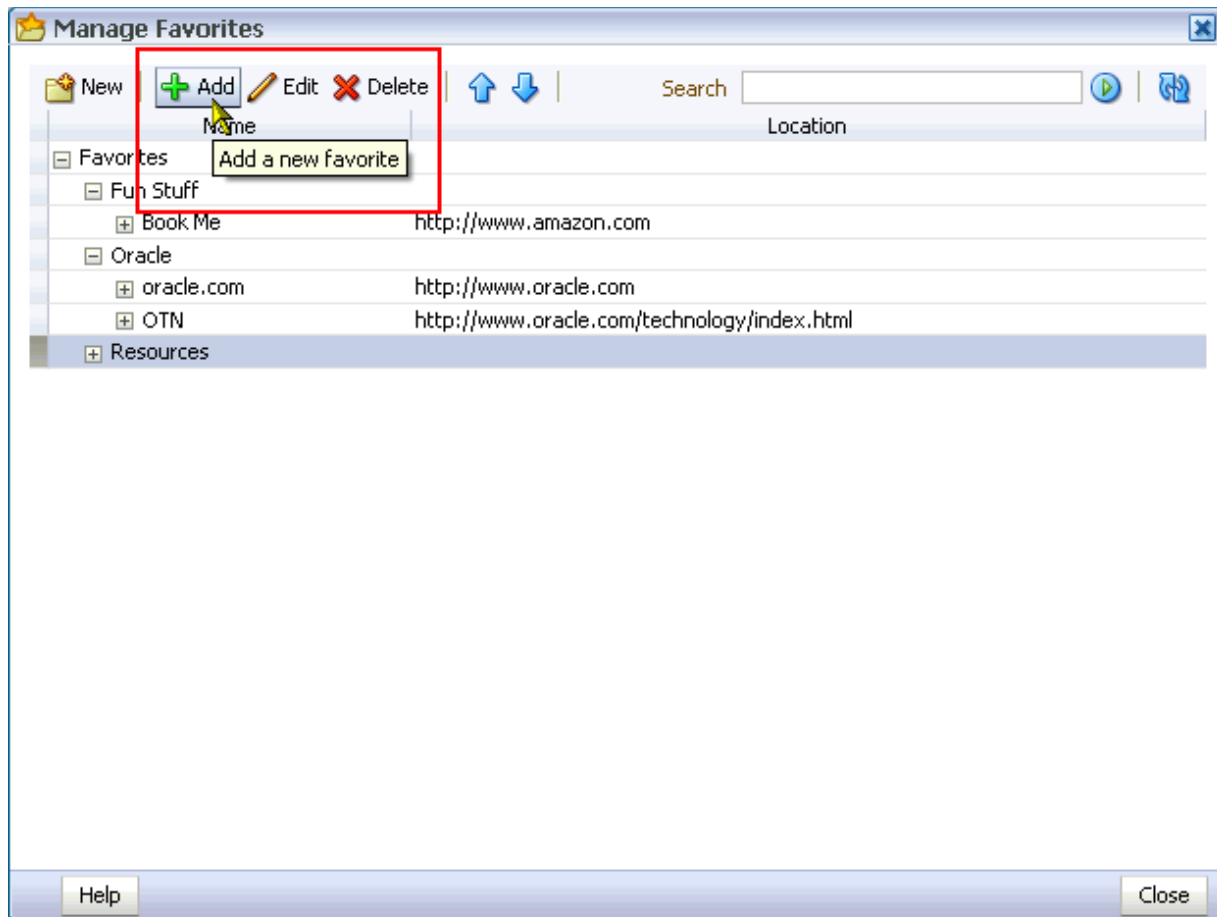 Manage Favorites
New Add Edit Delete Search
Name Location
Add a new favorite
Favorites
Fun Stuff
Book Me http://www.amazon.com
Oracle
oracle.com http://www.oracle.com
OTN http://www.oracle.com/technology/index.html
Resources
Help Close